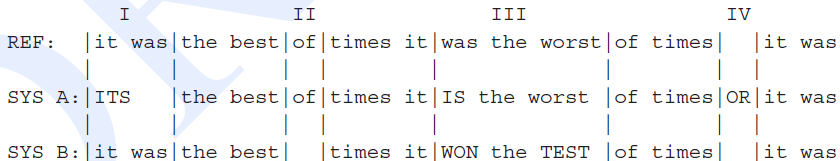 I II III IV
REF: |it was|the best|of|times it|was the worst|of times| |it was
SYS A:|ITS |the best|of|times it|IS the worst |of times|OR|it was
SYS B:|it was|the best| |times it|WON the TEST |of times| |it was